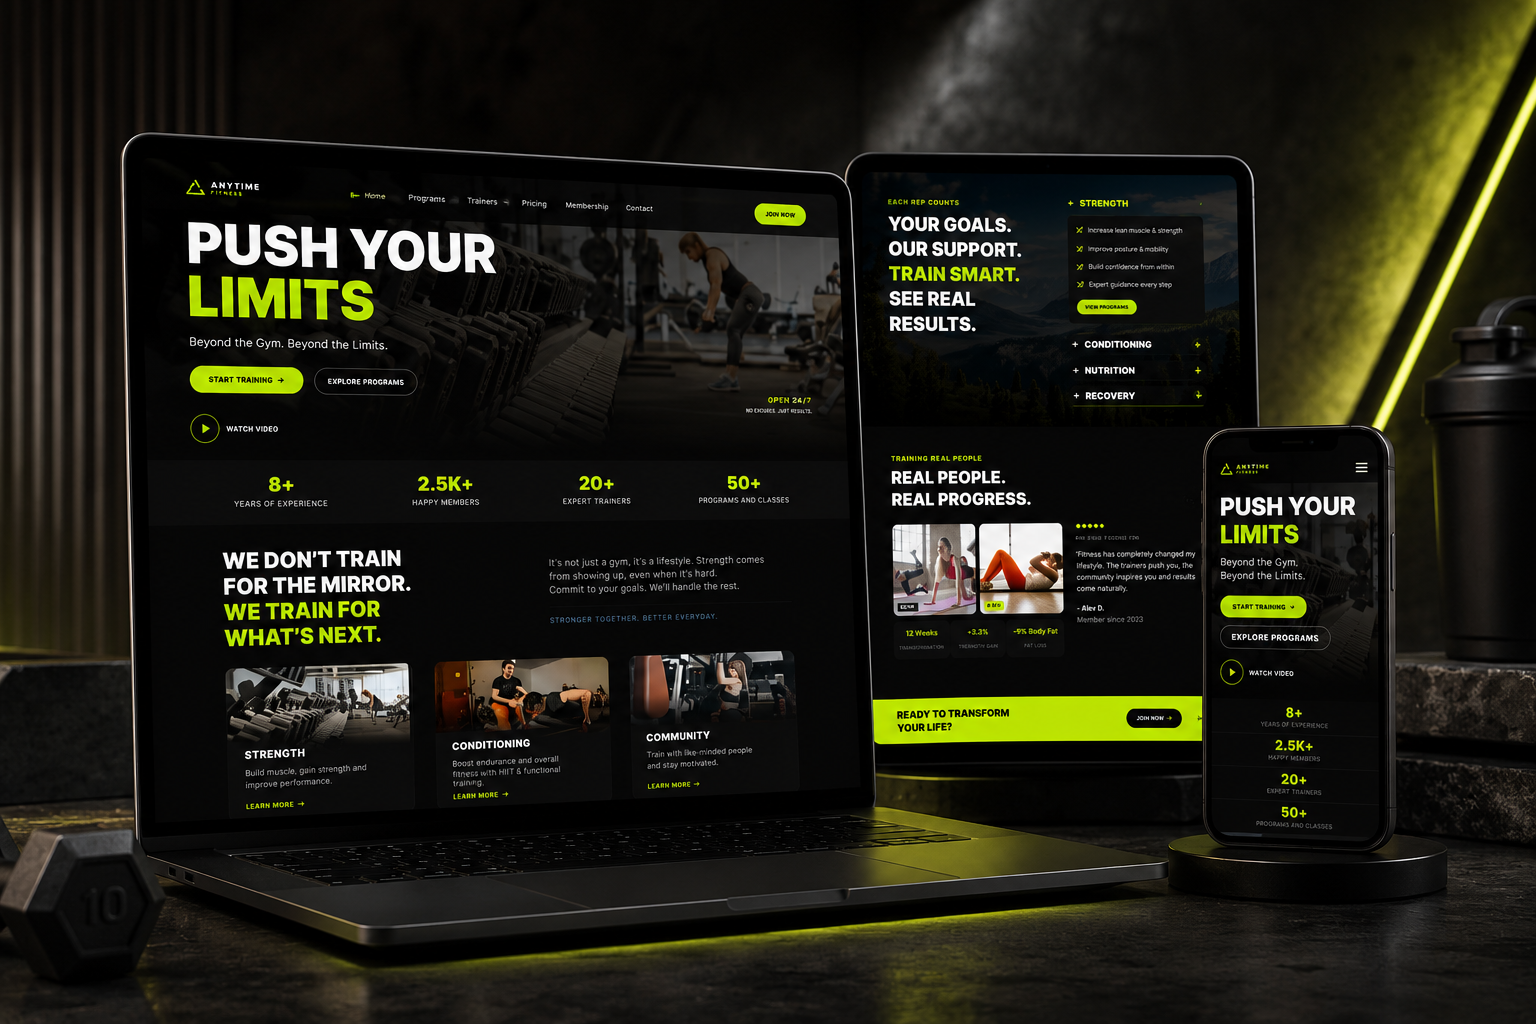 ANYTIME
FITNESS
Home
Programs
Trainers
Pricing
Membership
Contact
JOIN NOW
PUSH YOUR
LIMITS
Beyond the Gym. Beyond the Limits.
START TRAINING →
EXPLORE PROGRAMS
WATCH VIDEO
OPEN 24/7
NO EXCUSES. JUST RESULTS.
8+
YEARS OF EXPERIENCE
2.5K+
HAPPY MEMBERS
20+
EXPERT TRAINERS
50+
PROGRAMS AND CLASSES
WE DON'T TRAIN
FOR THE MIRROR.
WE TRAIN FOR
WHAT'S NEXT.
It's not just a gym, it's a lifestyle. Strength comes
from showing up, even when it's hard.
Commit to your goals. We'll handle the rest.
STRONGER TOGETHER. BETTER EVERYDAY.
STRENGTH
Build muscle, gain strength and
improve performance.
LEARN MORE →
CONDITIONING
Boost endurance and overall
fitness with HIIT & functional
training.
LEARN MORE →
COMMUNITY
Train with like-minded people
and stay motivated.
LEARN MORE →
EACH REP COUNTS
YOUR GOALS.
OUR SUPPORT.
TRAIN SMART.
SEE REAL
RESULTS.
+ STRENGTH
Increase lean muscle & strength
Improve posture & mobility
Build confidence from within
Expert guidance every step
VIEW PROGRAMS
+ CONDITIONING +
+ NUTRITION +
+ RECOVERY +
TRAINING REAL PEOPLE
REAL PEOPLE.
REAL PROGRESS.
"Fitness has completely changed my
lifestyle. The trainers push you, the
community inspires you and results
come naturally.
- Alex D.
Member since 2023
12 Weeks
+3.3%
-9% Body Fat
READY TO TRANSFORM
YOUR LIFE?
JOIN NOW →
ANYTIME
FITNESS
PUSH YOUR
LIMITS
Beyond the Gym.
Beyond the Limits.
START TRAINING
EXPLORE PROGRAMS
WATCH VIDEO
8+
YEARS OF EXPERIENCE
2.5K+
HAPPY MEMBERS
20+
EXPERT TRAINERS
50+
PROGRAMS AND CLASSES
10